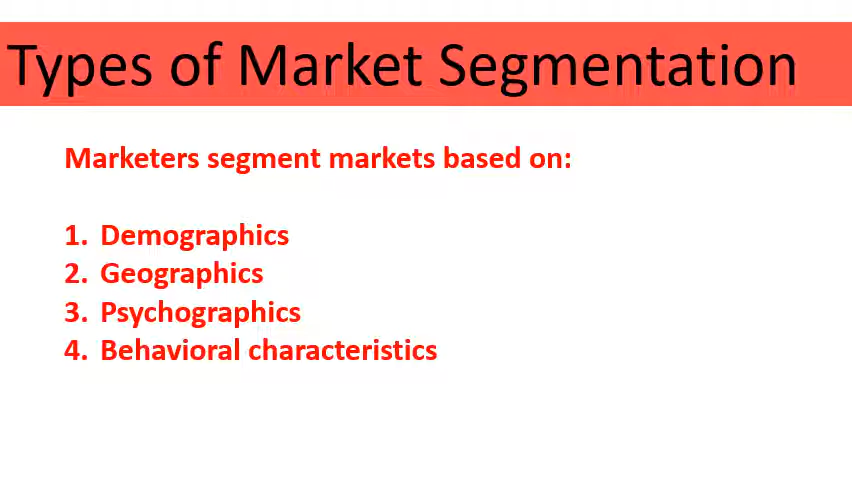 Types of Market Segmentation
Marketers segment markets based on:
1. Demographics
2. Geographics
3. Psychographics
4. Behavioral characteristics